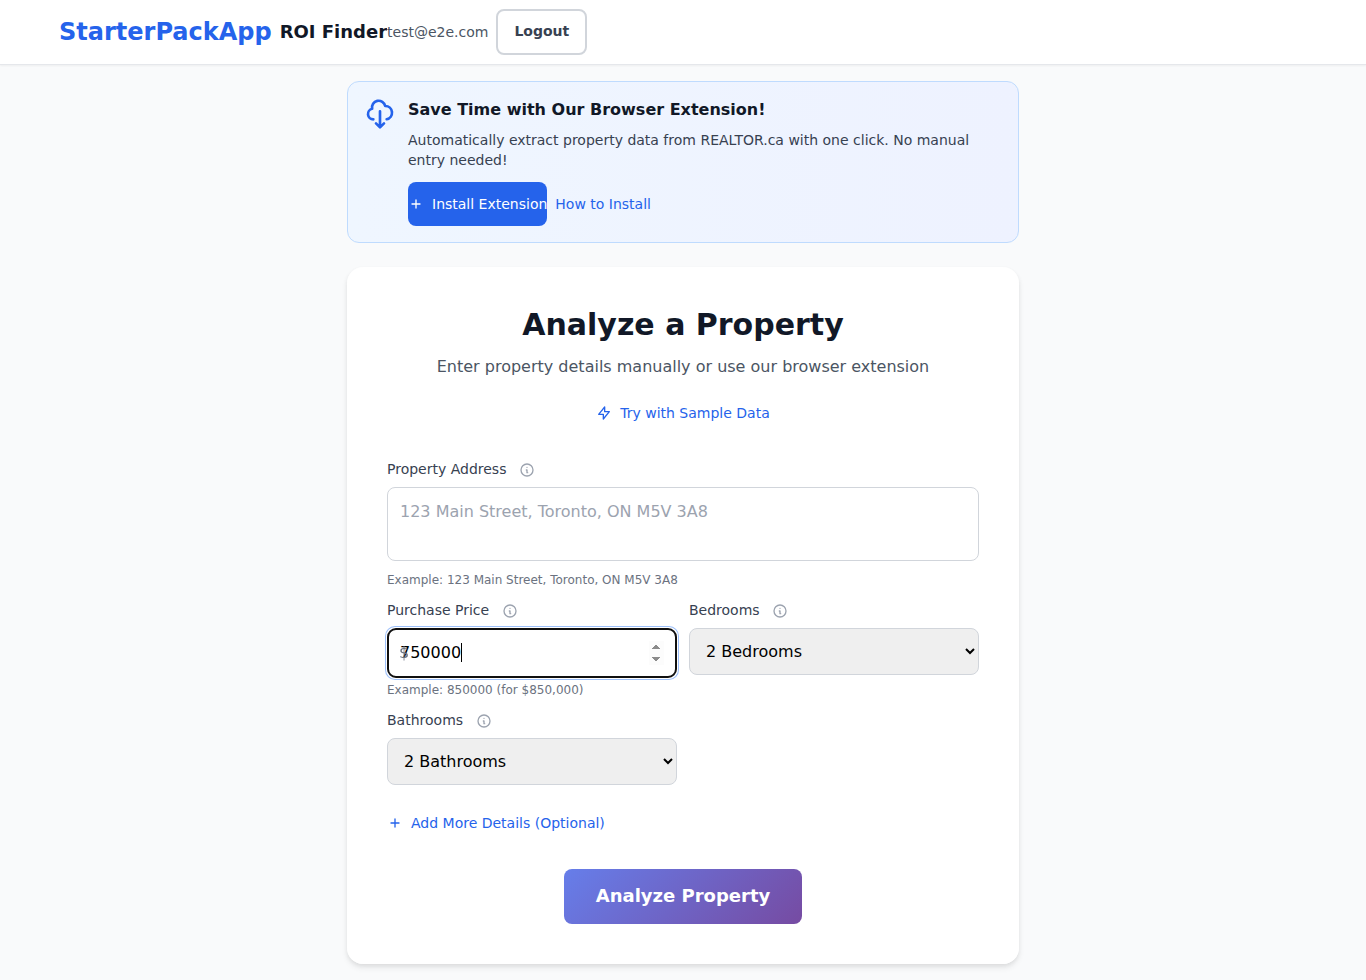 StarterPackApp ROI Finder test@e2e.com Logout
Save Time with Our Browser Extension!
Automatically extract property data from REALTOR.ca with one click. No manual
entry needed!
+ Install Extension How to Install
Analyze a Property
Enter property details manually or use our browser extension
Try with Sample Data
Property Address
123 Main Street, Toronto, ON M5V 3A8
Example: 123 Main Street, Toronto, ON M5V 3A8
Purchase Price Bedrooms
$750000 2 Bedrooms
Example: 850000 (for $850,000)
Bathrooms
2 Bathrooms
+ Add More Details (Optional)
Analyze Property